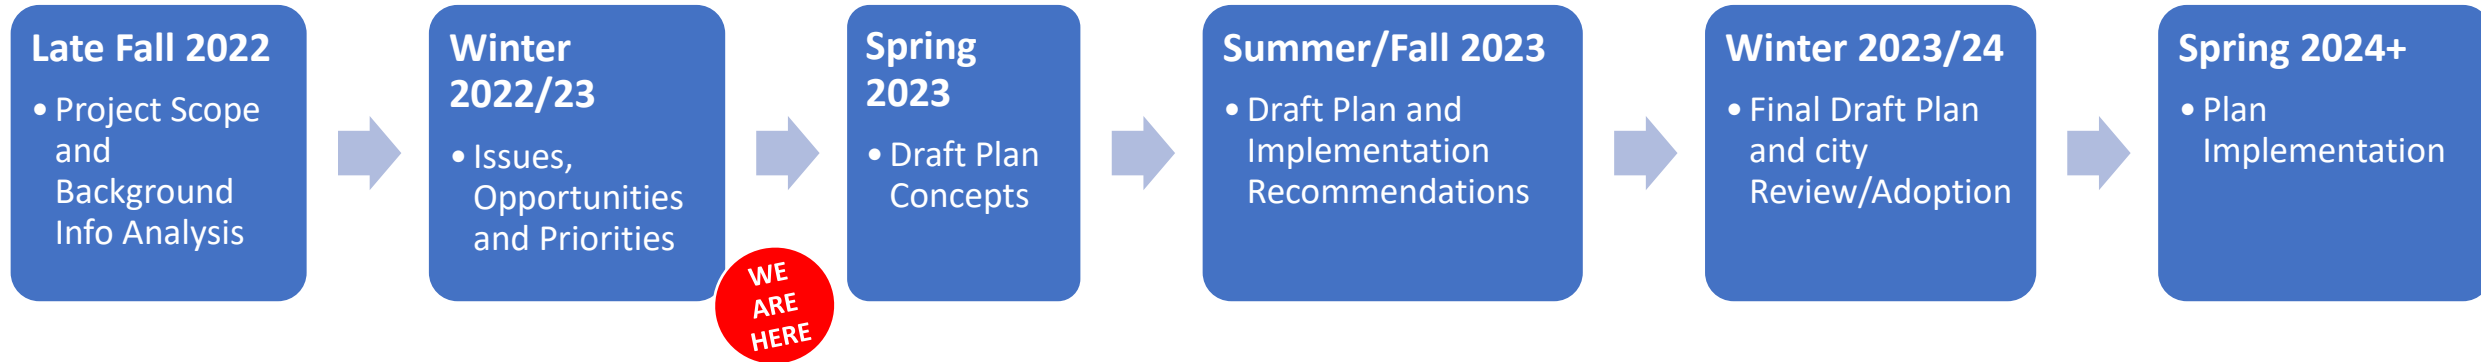 Late Fall 2022
• Project Scope
and
Background
Info Analysis
Winter
2022/23
• Issues,
Opportunities
and Priorities
WE
ARE
HERE
Spring
2023
• Draft Plan
Concepts
Summer/Fall 2023
• Draft Plan and
Implementation
Recommendations
Winter 2023/24
• Final Draft Plan
and city
Review/Adoption
Spring 2024+
• Plan
Implementation